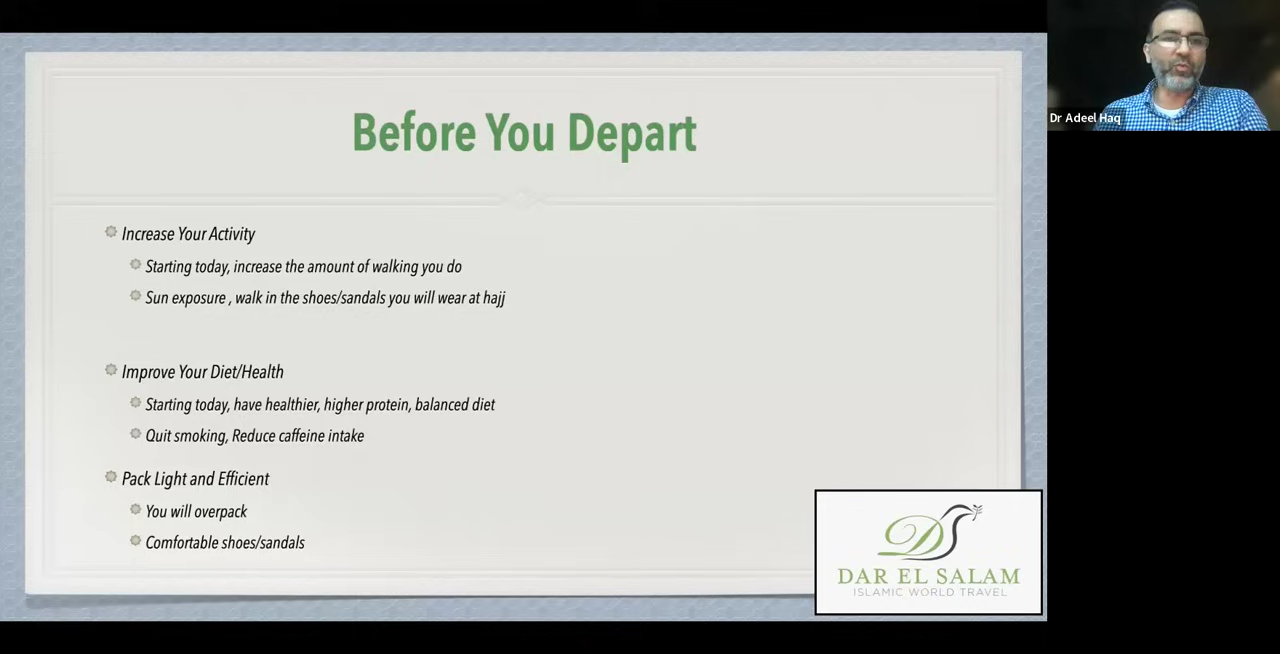 Before You Depart
Increase Your Activity
Starting today, increase the amount of walking you do
Sun exposure , walk in the shoes/sandals you will wear at hajj
Improve Your Diet/Health
Starting today, have healthier, higher protein, balanced diet
Quit smoking, Reduce caffeine intake
Pack Light and Efficient
You will overpack
Comfortable shoes/sandals
DS
DAR EL SALAM
ISLAMIC WORLD TRAVEL
Dr Adeel Haq